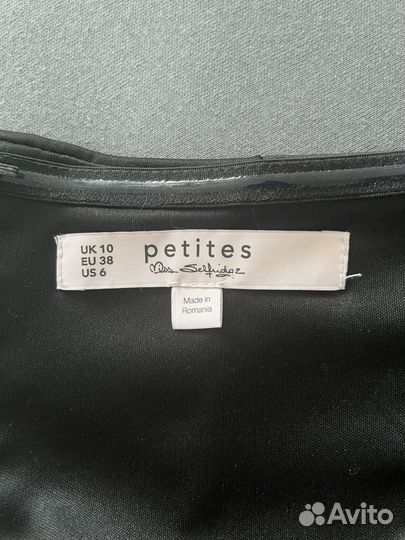 UK 10
EU 38
US 6
petites
Miss Selfridge
Made in
Romania
Avito